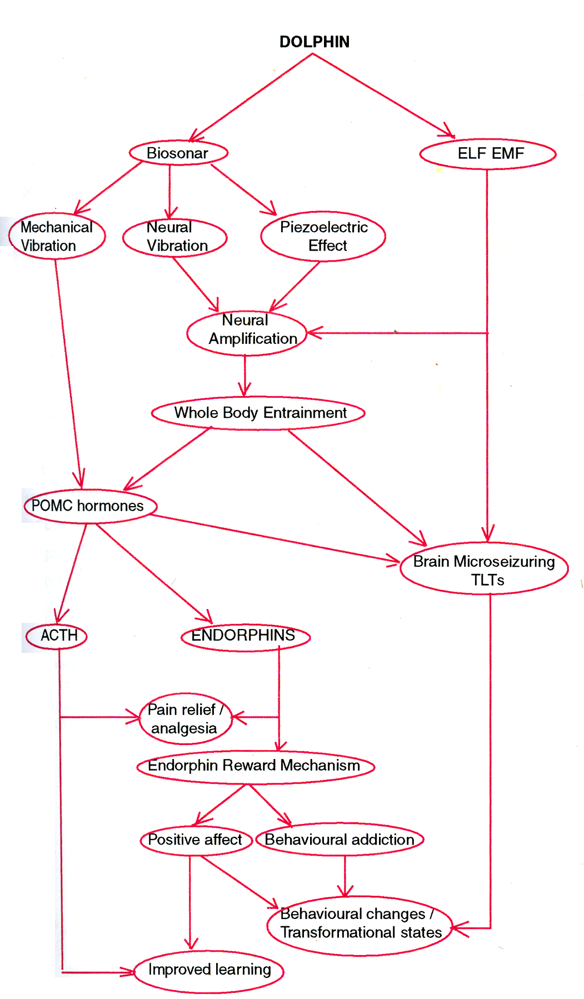 DOLPHIN
Biosonar
ELF EMF
Mechanical
Vibration
Neural
Vibration
Piezoelectric
Effect
Neural
Amplification
Whole Body Entrainment
POMC hormones
Brain Microseizuring
TLTs
ACTH
ENDORPHINS
Pain relief /
analgesia
Endorphin Reward Mechanism
Positive affect
Behavioural addiction
Behavioural changes /
Transformational states
Improved learning